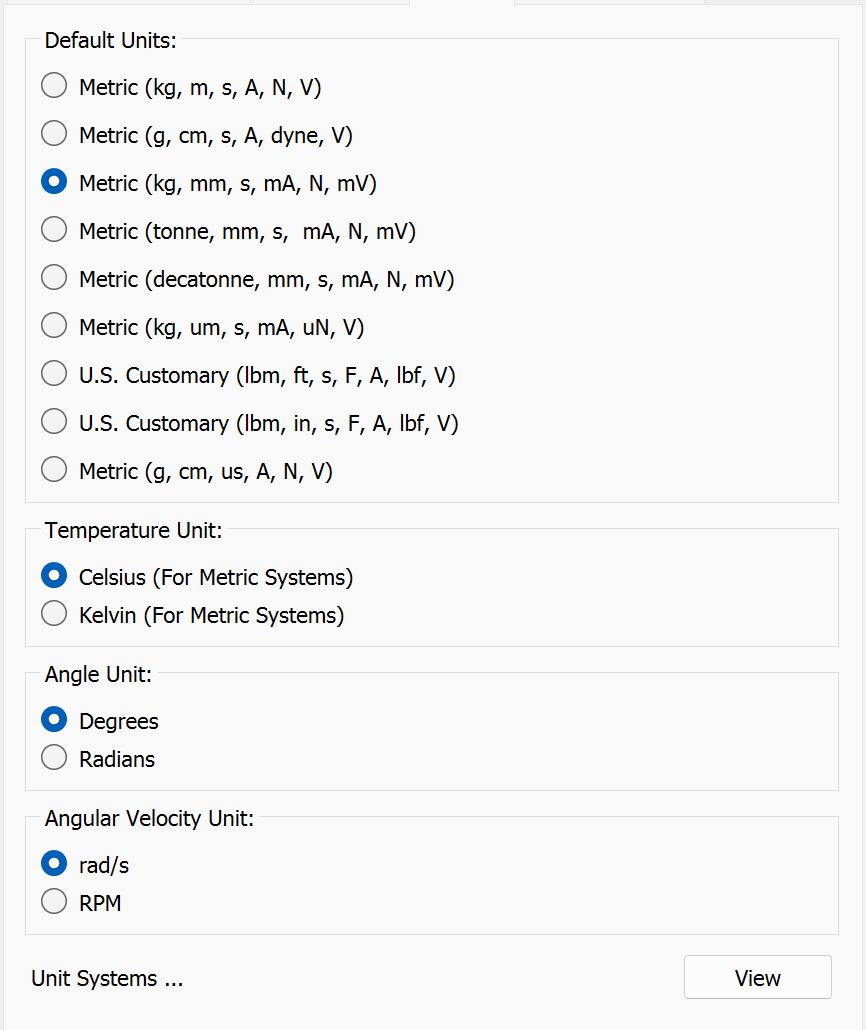 Default Units:
Metric (kg, m, s, A, N, V)
Metric (g, cm, s, A, dyne, V)
Metric (kg, mm, s, mA, N, mV)
Metric (tonne, mm, s,  mA, N, mV)
Metric (decatonne, mm, s, mA, N, mV)
Metric (kg, um, s, mA, uN, V)
U.S. Customary (lbm, ft, s, F, A, lbf, V)
U.S. Customary (lbm, in, s, F, A, lbf, V)
Metric (g, cm, us, A, N, V)
Temperature Unit:
Celsius (For Metric Systems)
Kelvin (For Metric Systems)
Angle Unit:
Degrees
Radians
Angular Velocity Unit:
rad/s
RPM
Unit Systems ... View